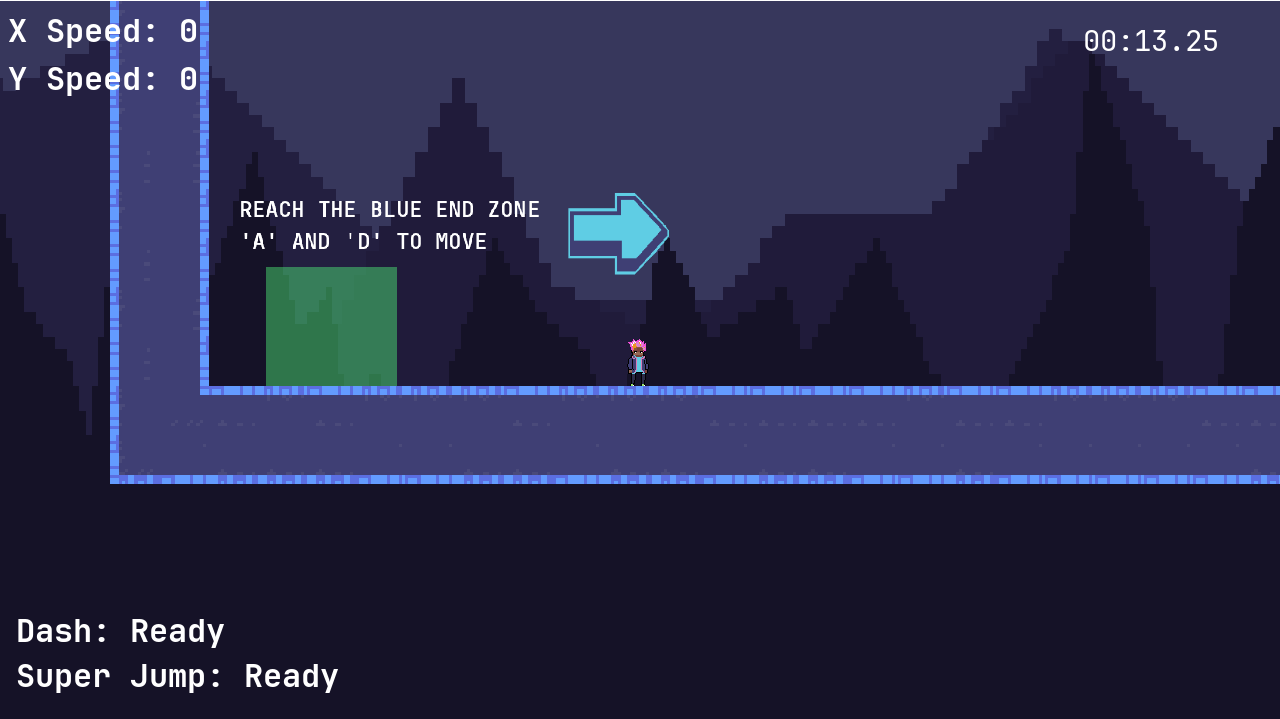 X Speed: 0
Y Speed: 0
00:13.25
REACH THE BLUE END ZONE
'A' AND 'D' TO MOVE
Dash: Ready
Super Jump: Ready